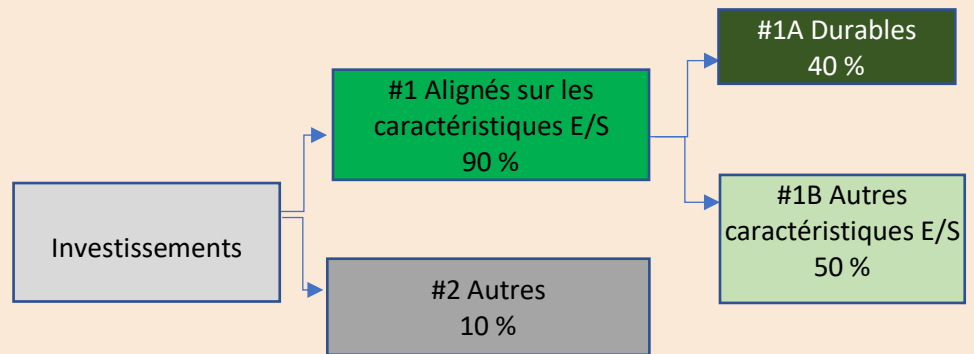 Investissements
#1 Alignés sur les
caractéristiques E/S
90 %
#2 Autres
10 %
#1A Durables
40 %
#1B Autres
caractéristiques E/S
50 %